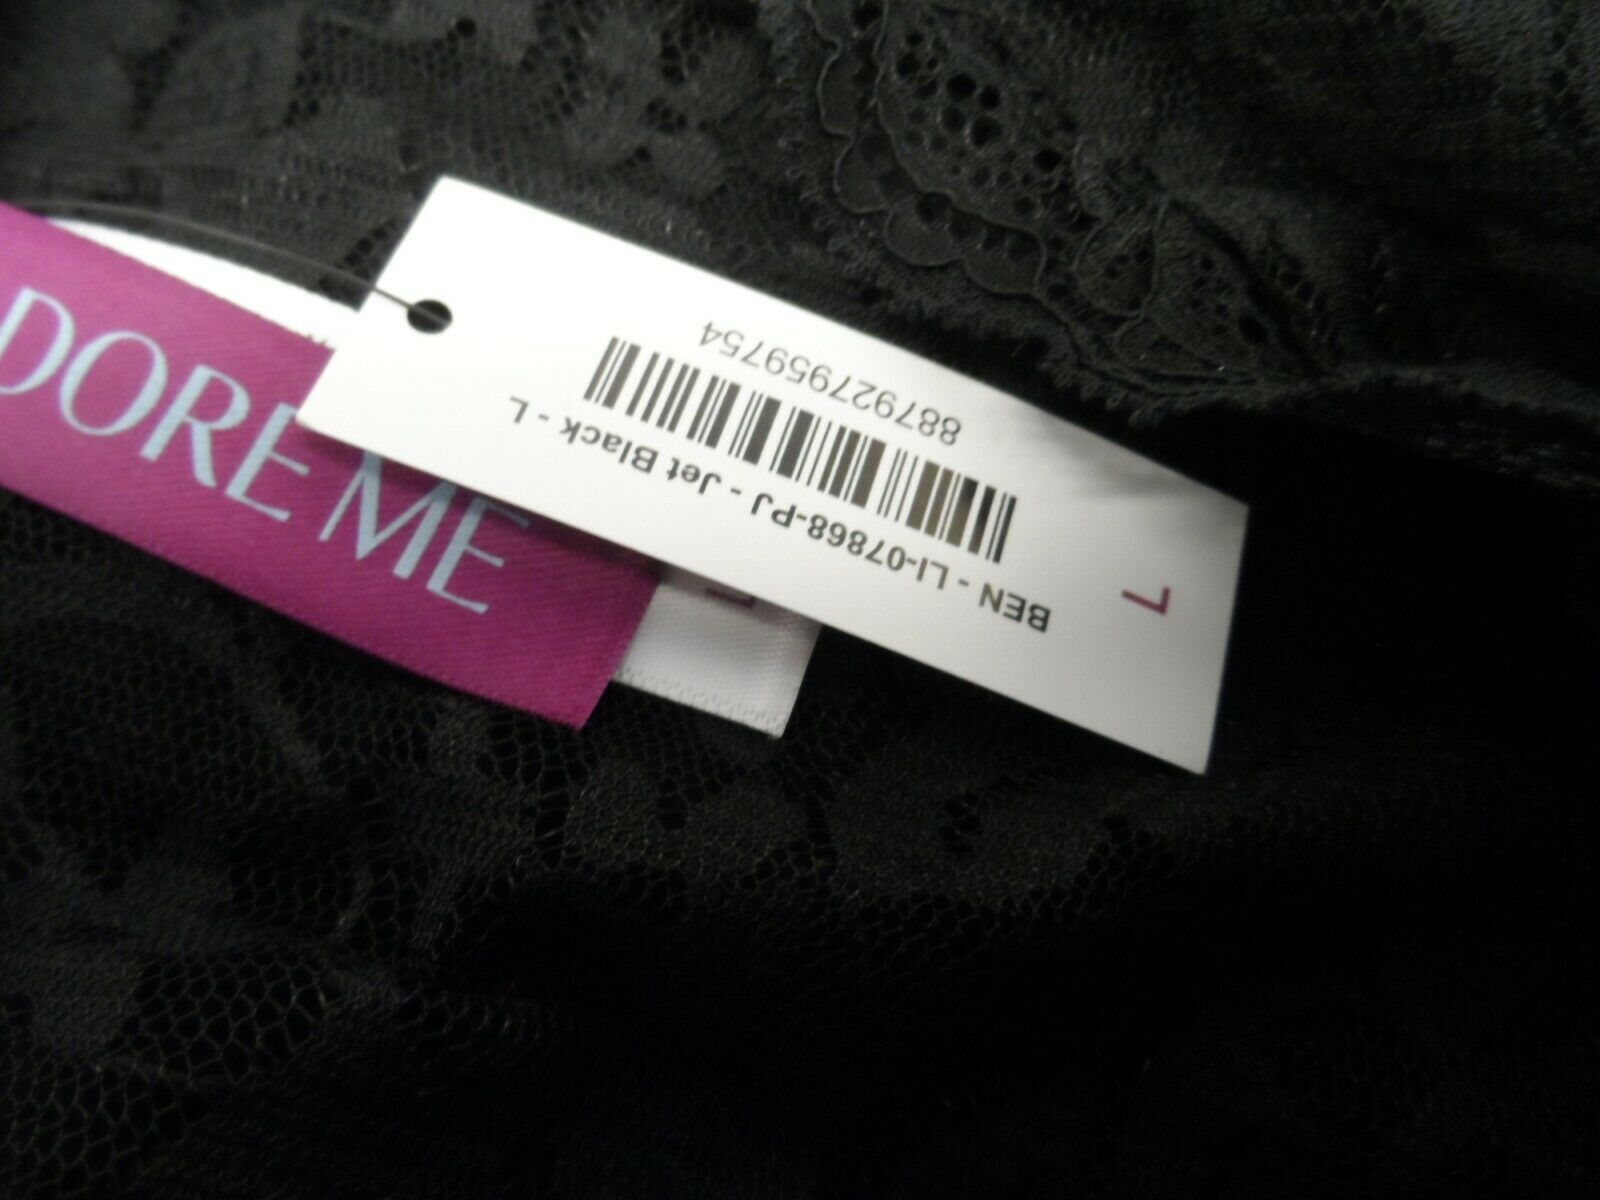 DORE ME
L
BEN - LI-07868-PJ - Jet Black - L
887927959754
L